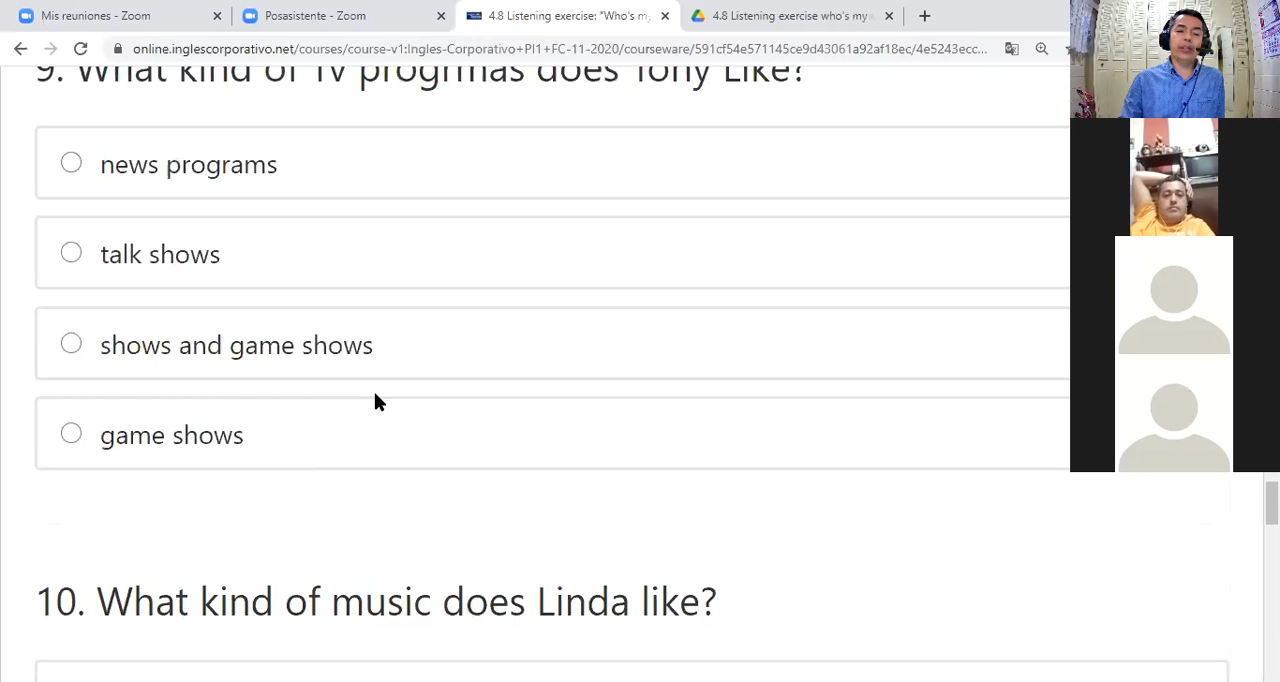 Mis reuniones - Zoom
Posasistente - Zoom
4.8 Listening exercise: "Who's my
4.8 Listening exercise who's my
online.inglescorporativo.net/courses/course-v1:Ingles-Corporativo+PI1+FC-11-2020/courseware/591cf54e571145ce9d43061a92af18ec/4e5243ecc...
9. What kind of Tv progrmas does Tony Like?
news programs
talk shows
shows and game shows
game shows
10. What kind of music does Linda like?